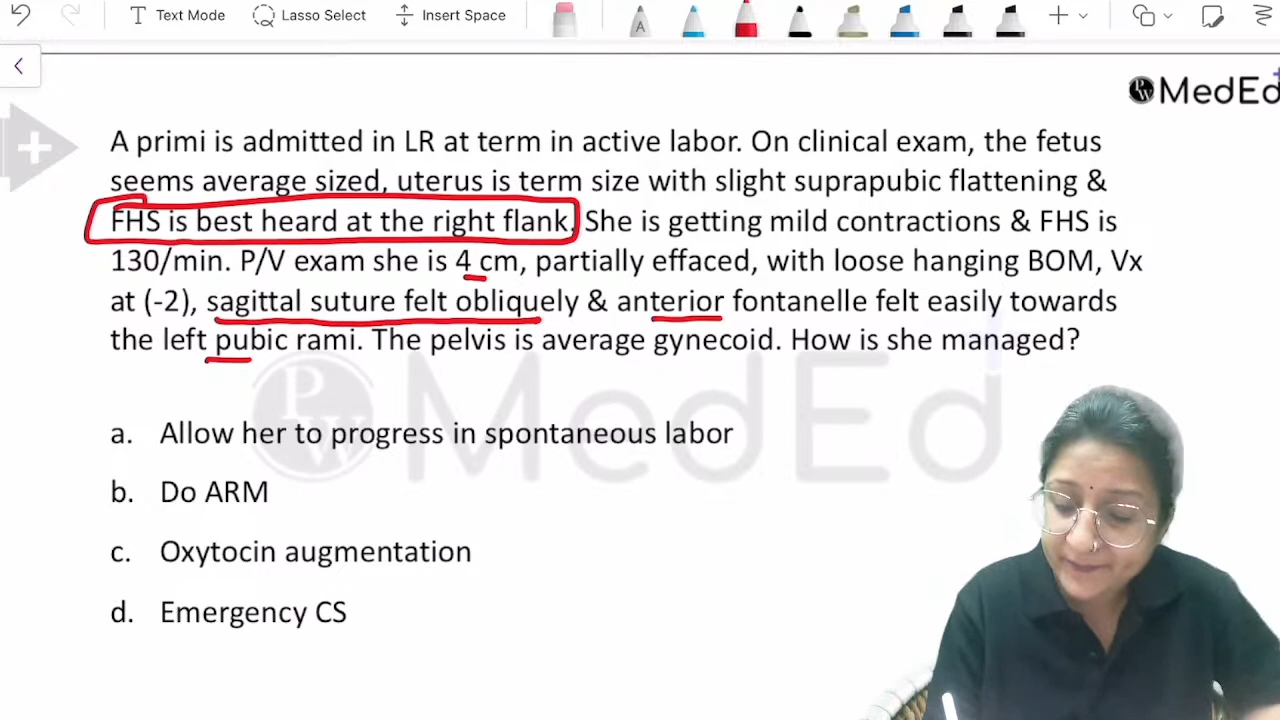 Text Mode Lasso Select Insert Space
PW MedEd
A primi is admitted in LR at term in active labor. On clinical exam, the fetus
seems average sized, uterus is term size with slight suprapubic flattening &
FHS is best heard at the right flank. She is getting mild contractions & FHS is
130/min. P/V exam she is 4 cm, partially effaced, with loose hanging BOM, Vx
at (-2), sagittal suture felt obliquely & anterior fontanelle felt easily towards
the left pubic rami. The pelvis is average gynecoid. How is she managed?
PW MedEd
a. Allow her to progress in spontaneous labor
b. Do ARM
c. Oxytocin augmentation
d. Emergency CS